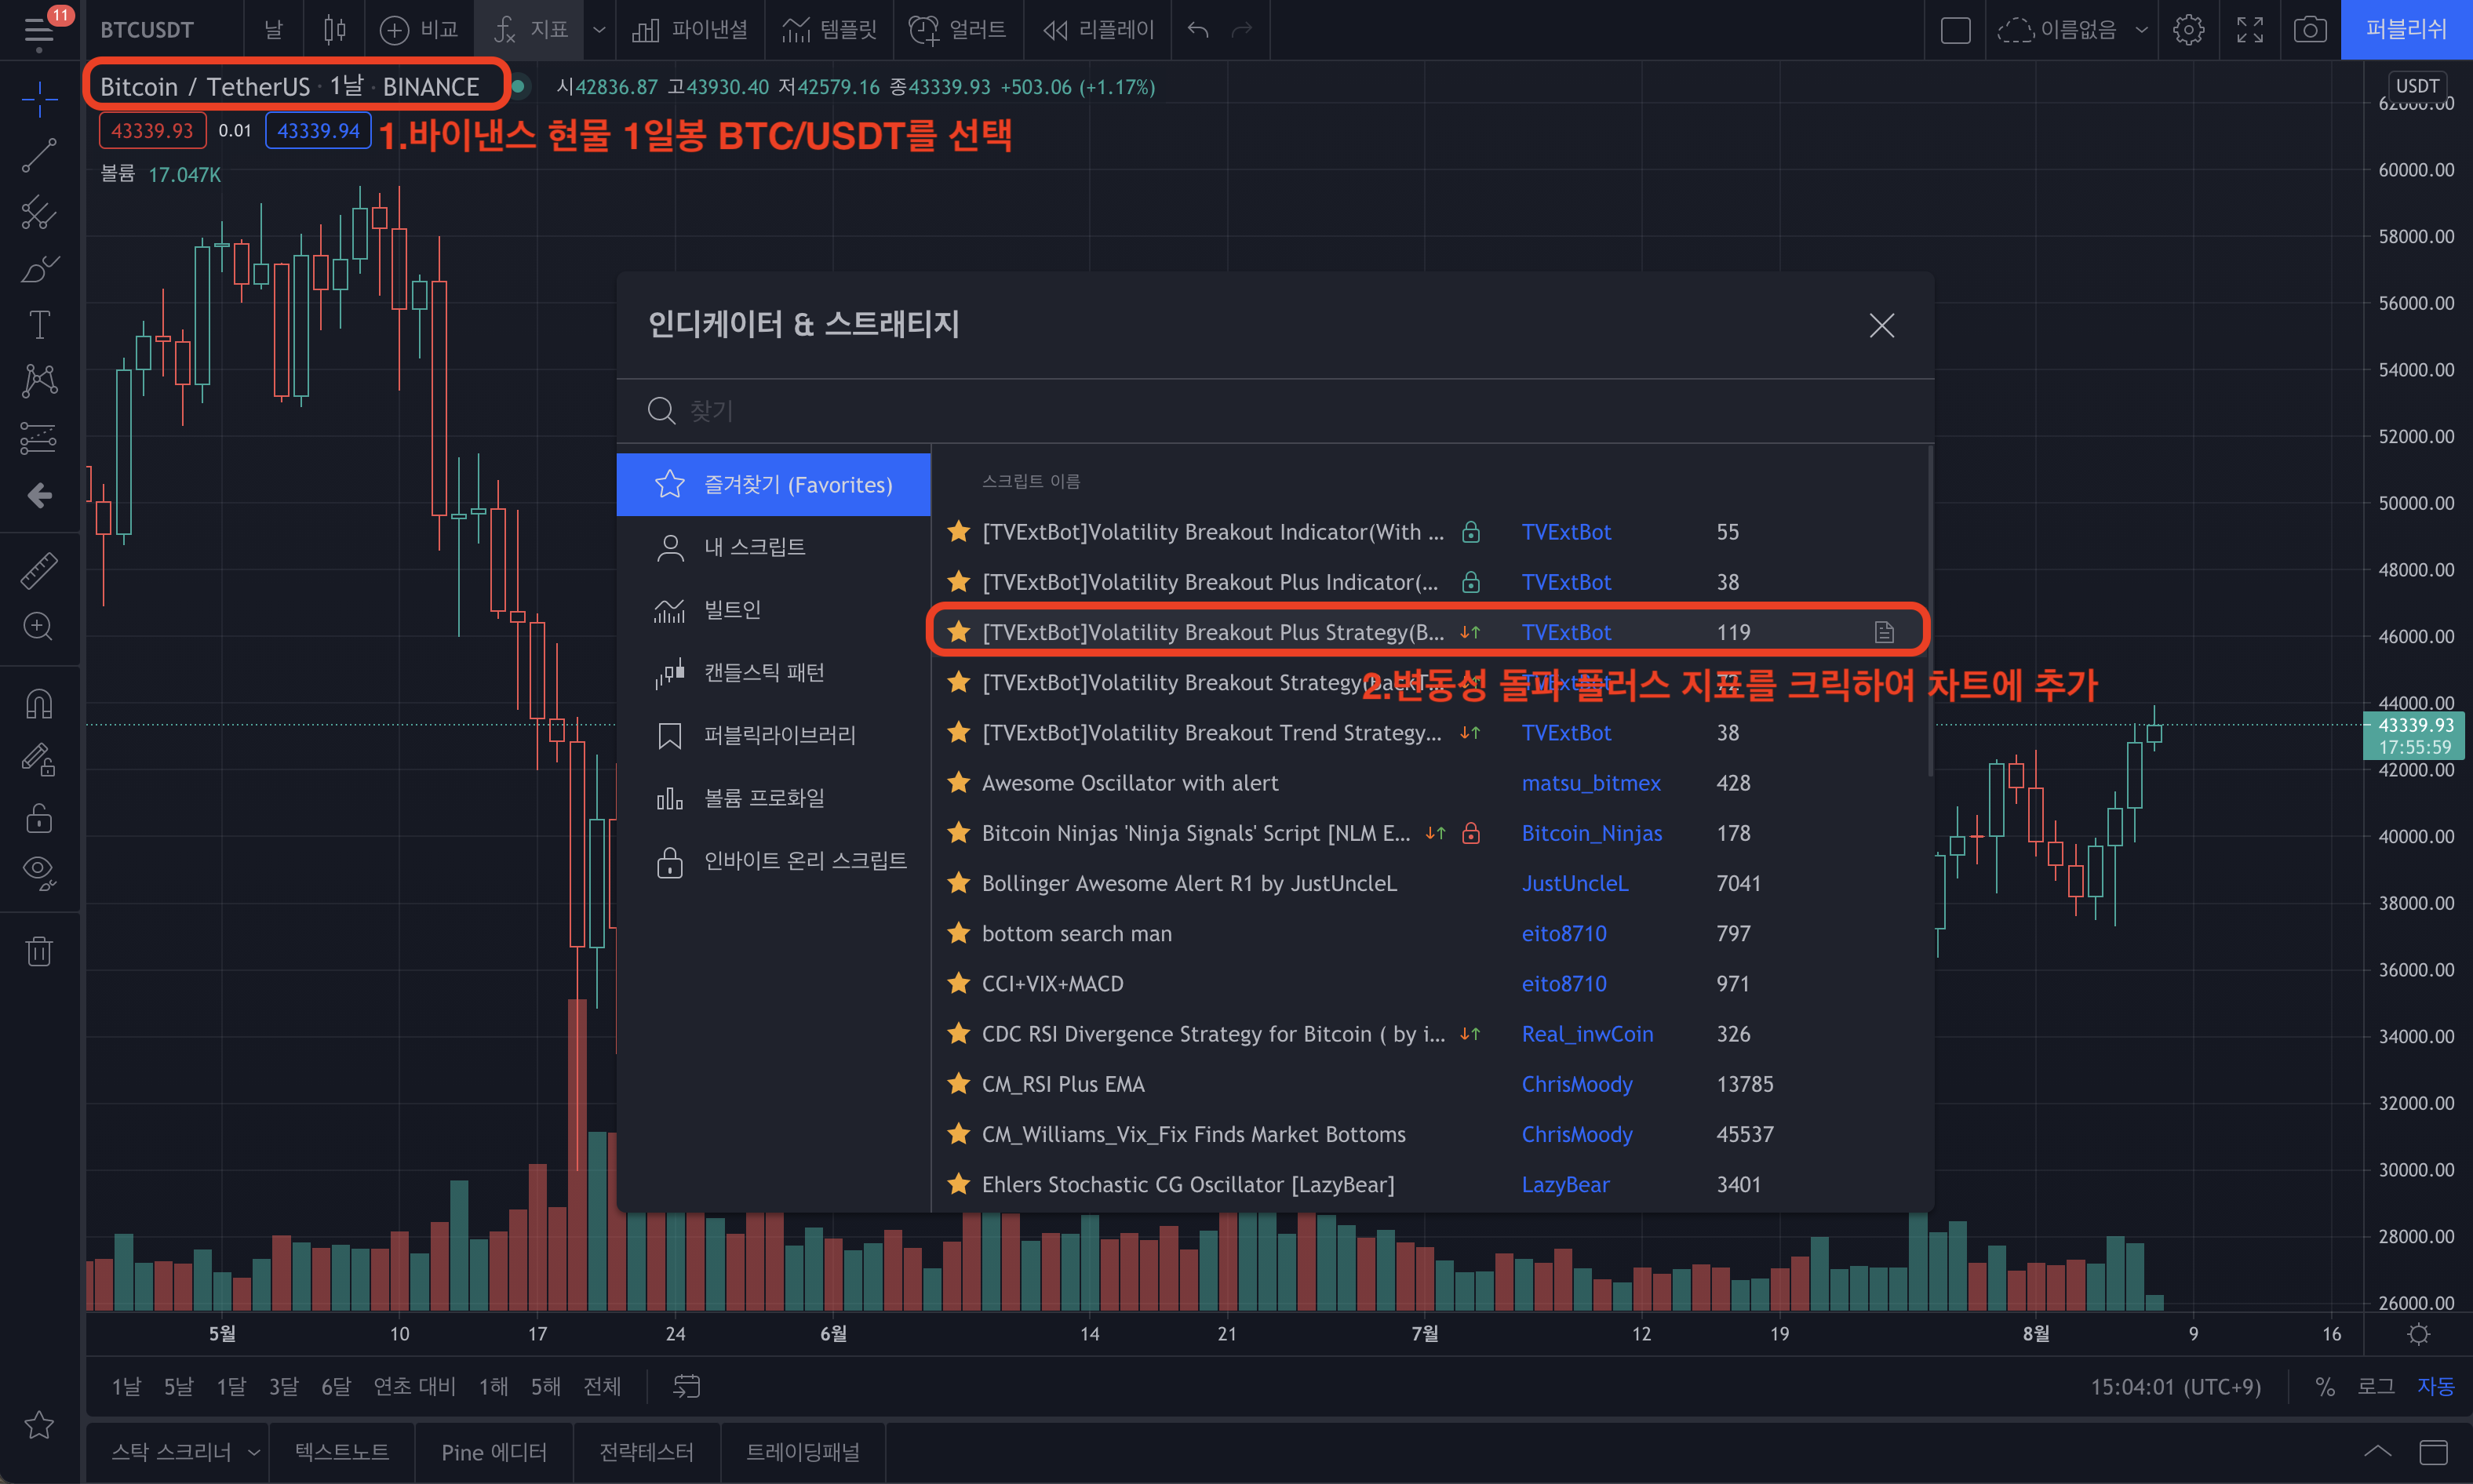 11
BTCUSDT
날
비교
지표
파이낸셜
템플릿
얼러트
리플레이
이름없음
퍼블리쉬
Bitcoin / TetherUS · 1날 · BINANCE
시42836.87 고43930.40 저42579.16 종43339.93 +503.06 (+1.17%)
43339.93 0.01 43339.94
1.바이낸스 현물 1일봉 BTC/USDT를 선택
볼륨 17.047K
USDT
62000.00
60000.00
58000.00
56000.00
54000.00
52000.00
50000.00
48000.00
46000.00
44000.00
43339.93
17:55:59
42000.00
40000.00
38000.00
36000.00
34000.00
32000.00
30000.00
28000.00
26000.00
인디케이터 & 스트래티지
찾기
즐겨찾기 (Favorites)
내 스크립트
빌트인
캔들스틱 패턴
퍼블릭라이브러리
볼륨 프로화일
인바이트 온리 스크립트
스크립트 이름
[TVExtBot]Volatility Breakout Indicator(With ... TVExtBot 55
[TVExtBot]Volatility Breakout Plus Indicator(... TVExtBot 38
[TVExtBot]Volatility Breakout Plus Strategy(B... TVExtBot 119
[TVExtBot]Volatility Breakout Strategy(BackT... TVExtBot 72
2.변동성 돌파 플러스 지표를 크릭하여 차트에 추가
[TVExtBot]Volatility Breakout Trend Strategy... TVExtBot 38
Awesome Oscillator with alert matsu_bitmex 428
Bitcoin Ninjas 'Ninja Signals' Script [NLM E... Bitcoin_Ninjas 178
Bollinger Awesome Alert R1 by JustUncleL JustUncleL 7041
bottom search man eito8710 797
CCI+VIX+MACD eito8710 971
CDC RSI Divergence Strategy for Bitcoin ( by i... Real_inwCoin 326
CM_RSI Plus EMA ChrisMoody 13785
CM_Williams_Vix_Fix Finds Market Bottoms ChrisMoody 45537
Ehlers Stochastic CG Oscillator [LazyBear] LazyBear 3401
5월 10 17 24 6월 14 21 7월 12 19 8월 9 16
1날 5날 1달 3달 6달 연초 대비 1해 5해 전체
15:04:01 (UTC+9) % 로그 자동
스탁 스크리너 텍스트노트 Pine 에디터 전략테스터 트레이딩패널